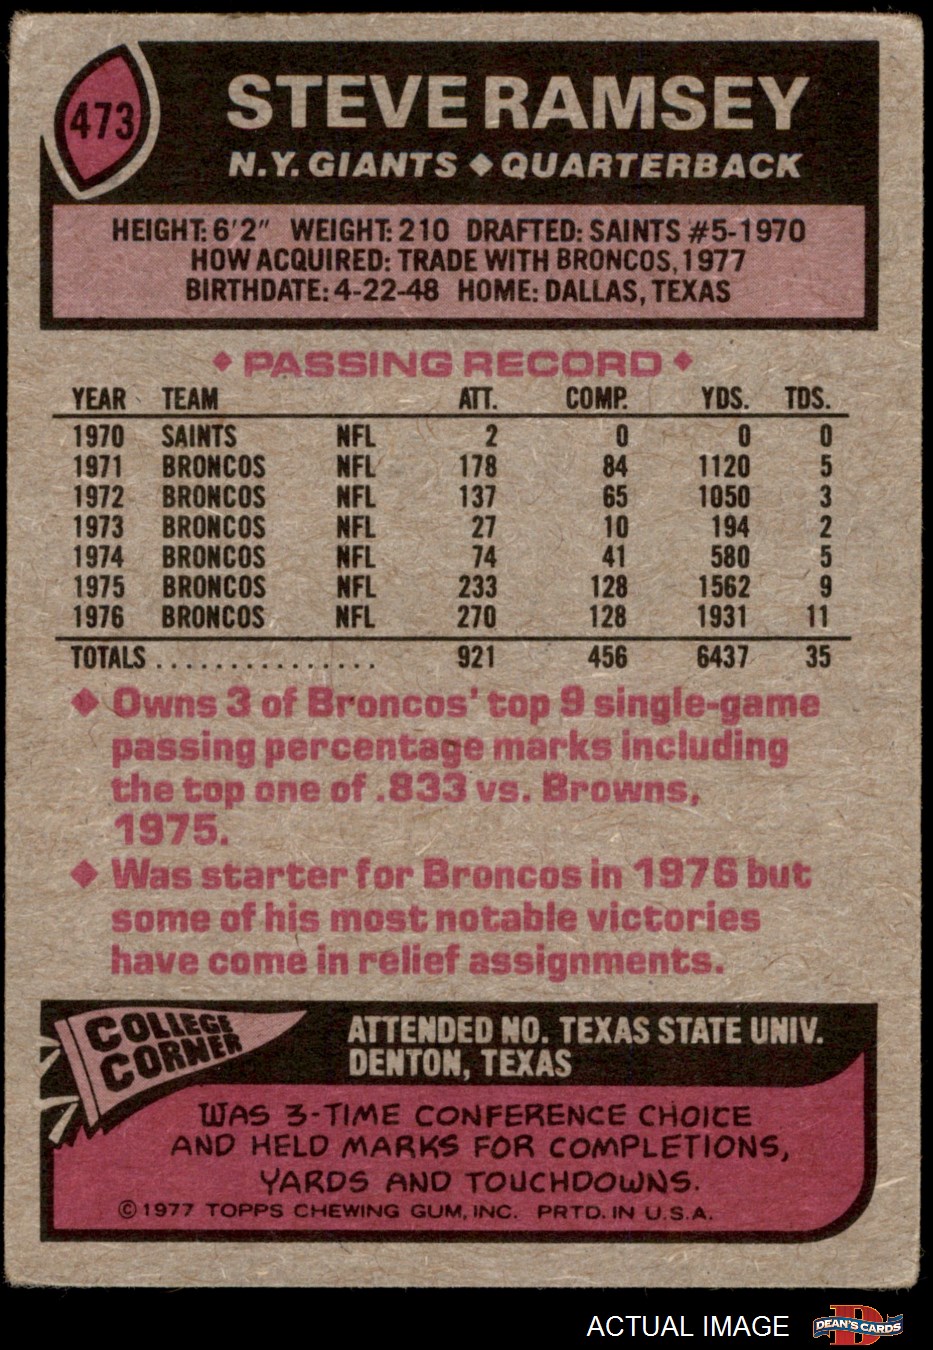 473
STEVE RAMSEY
N.Y. GIANTS ◆ QUARTERBACK
HEIGHT: 6'2" WEIGHT: 210 DRAFTED: SAINTS #5-1970
HOW ACQUIRED: TRADE WITH BRONCOS, 1977
BIRTHDATE: 4-22-48 HOME: DALLAS, TEXAS
◆ PASSING RECORD ◆
YEAR TEAM ATT. COMP. YDS. TDS.
1970 SAINTS NFL 2 0 0 0
1971 BRONCOS NFL 178 84 1120 5
1972 BRONCOS NFL 137 65 1050 3
1973 BRONCOS NFL 27 10 194 2
1974 BRONCOS NFL 74 41 580 5
1975 BRONCOS NFL 233 128 1562 9
1976 BRONCOS NFL 270 128 1931 11
TOTALS ............... 921 456 6437 35
◆ Owns 3 of Broncos' top 9 single-game
passing percentage marks including
the top one of .833 vs. Browns,
1975.
◆ Was starter for Broncos in 1976 but
some of his most notable victories
have come in relief assignments.
COLLEGE
CORNER
ATTENDED NO. TEXAS STATE UNIV.
DENTON, TEXAS
WAS 3-TIME CONFERENCE CHOICE
AND HELD MARKS FOR COMPLETIONS,
YARDS AND TOUCHDOWNS.
©1977 TOPPS CHEWING GUM, INC. PRTD. IN U.S.A.
ACTUAL IMAGE
D
DEAN'S CARDS